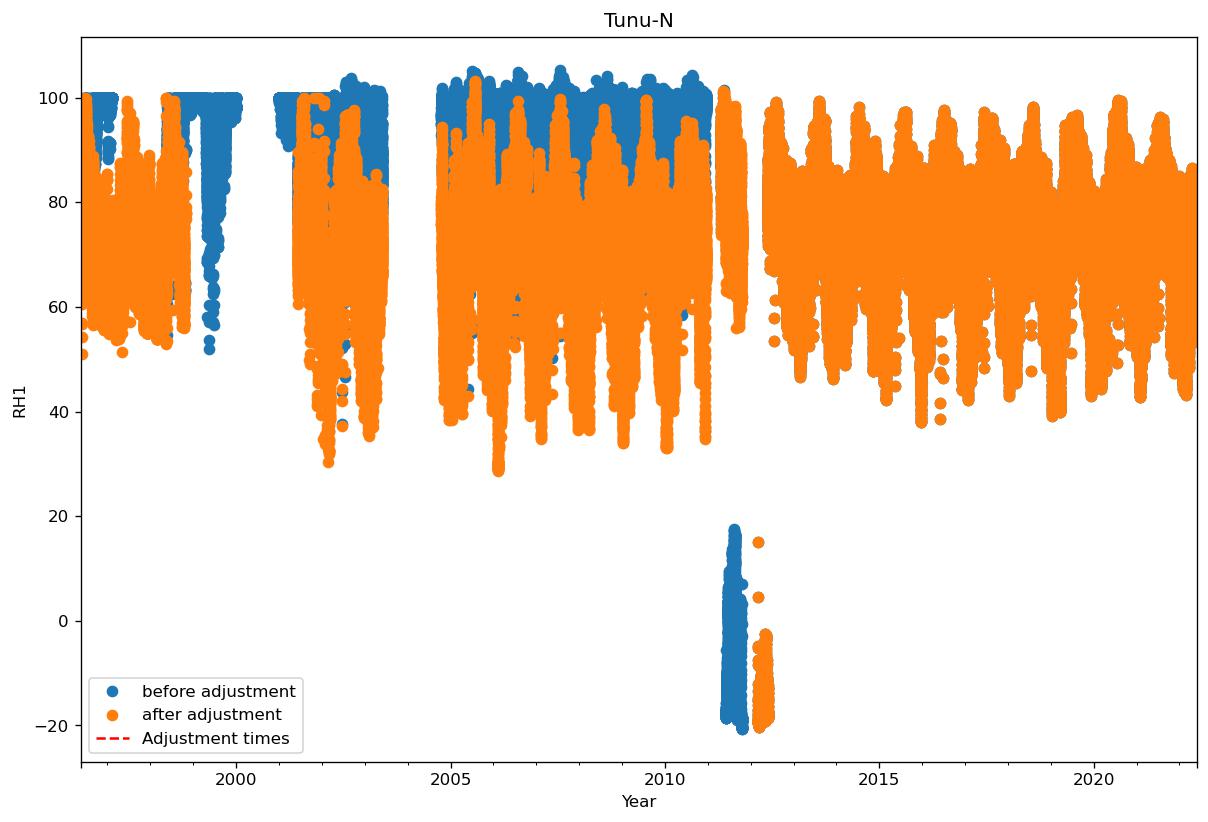 Tunu-N
RH1
100
80
60
40
20
0
−20
before adjustment
after adjustment
Adjustment times
2000 2005 2010 2015 2020
Year